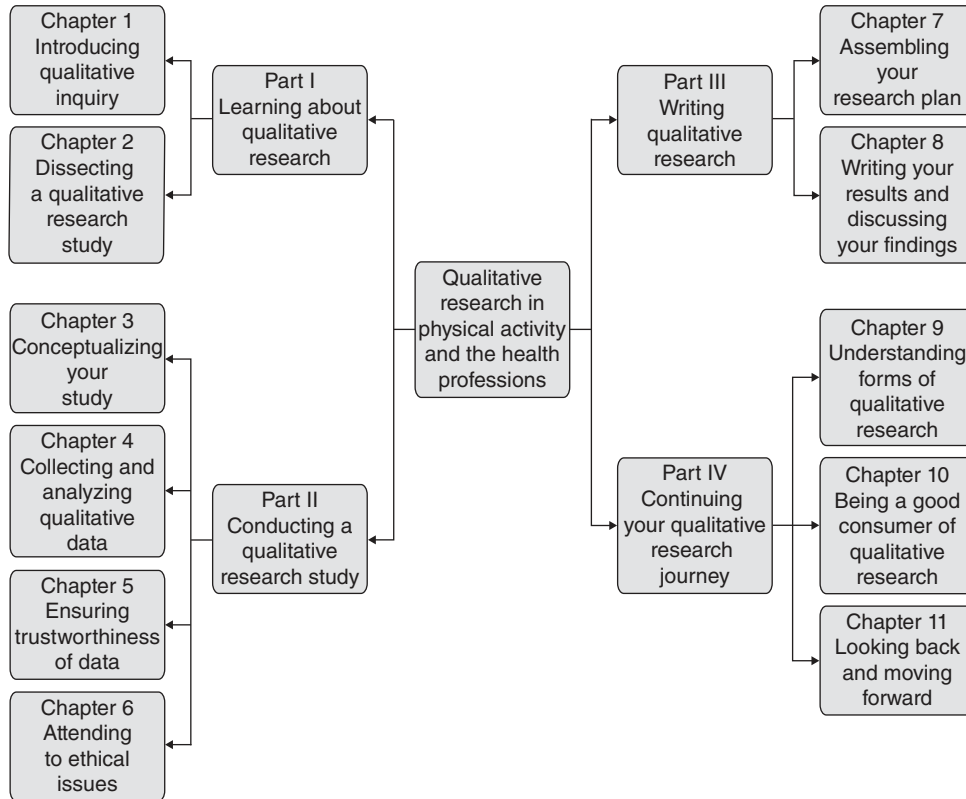 Chapter 1
Introducing
qualitative
inquiry
Chapter 2
Dissecting
a qualitative
research
study
Part I
Learning about
qualitative
research
Chapter 3
Conceptualizing
your
study
Chapter 4
Collecting and
analyzing
qualitative
data
Chapter 5
Ensuring
trustworthiness
of data
Chapter 6
Attending
to ethical
issues
Part II
Conducting a
qualitative
research study
Qualitative
research in
physical activity
and the health
professions
Part III
Writing
qualitative
research
Chapter 7
Assembling
your
research plan
Chapter 8
Writing your
results and
discussing
your findings
Part IV
Continuing
your qualitative
research
journey
Chapter 9
Understanding
forms of
qualitative
research
Chapter 10
Being a good
consumer of
qualitative
research
Chapter 11
Looking back
and moving
forward